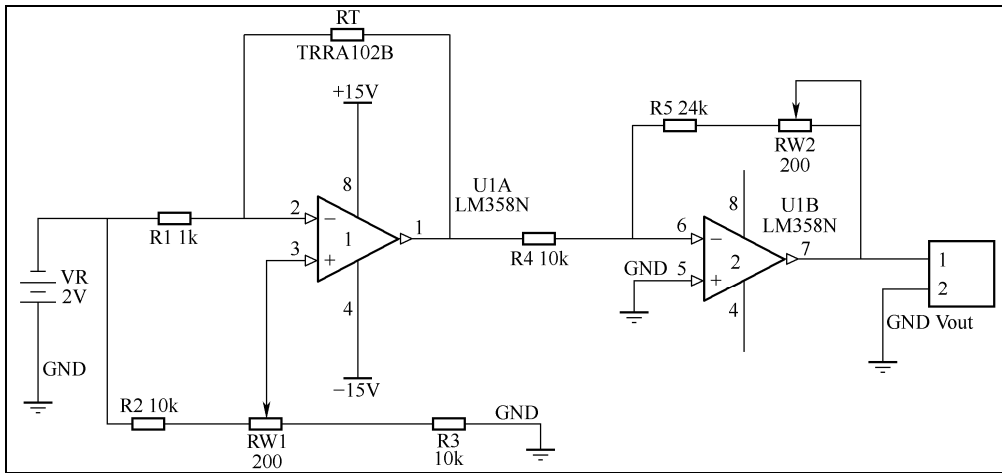 RT
TRRA102B
+15V
R5 24k
RW2
200
8
U1A
LM358N
2
−
1
1
3
+
R1 1k
4
−15V
VR
2V
GND
R4 10k
8
U1B
LM358N
6
−
7
2
GND 5
+
4
1
2
GND Vout
R2 10k
RW1
200
R3
10k
GND